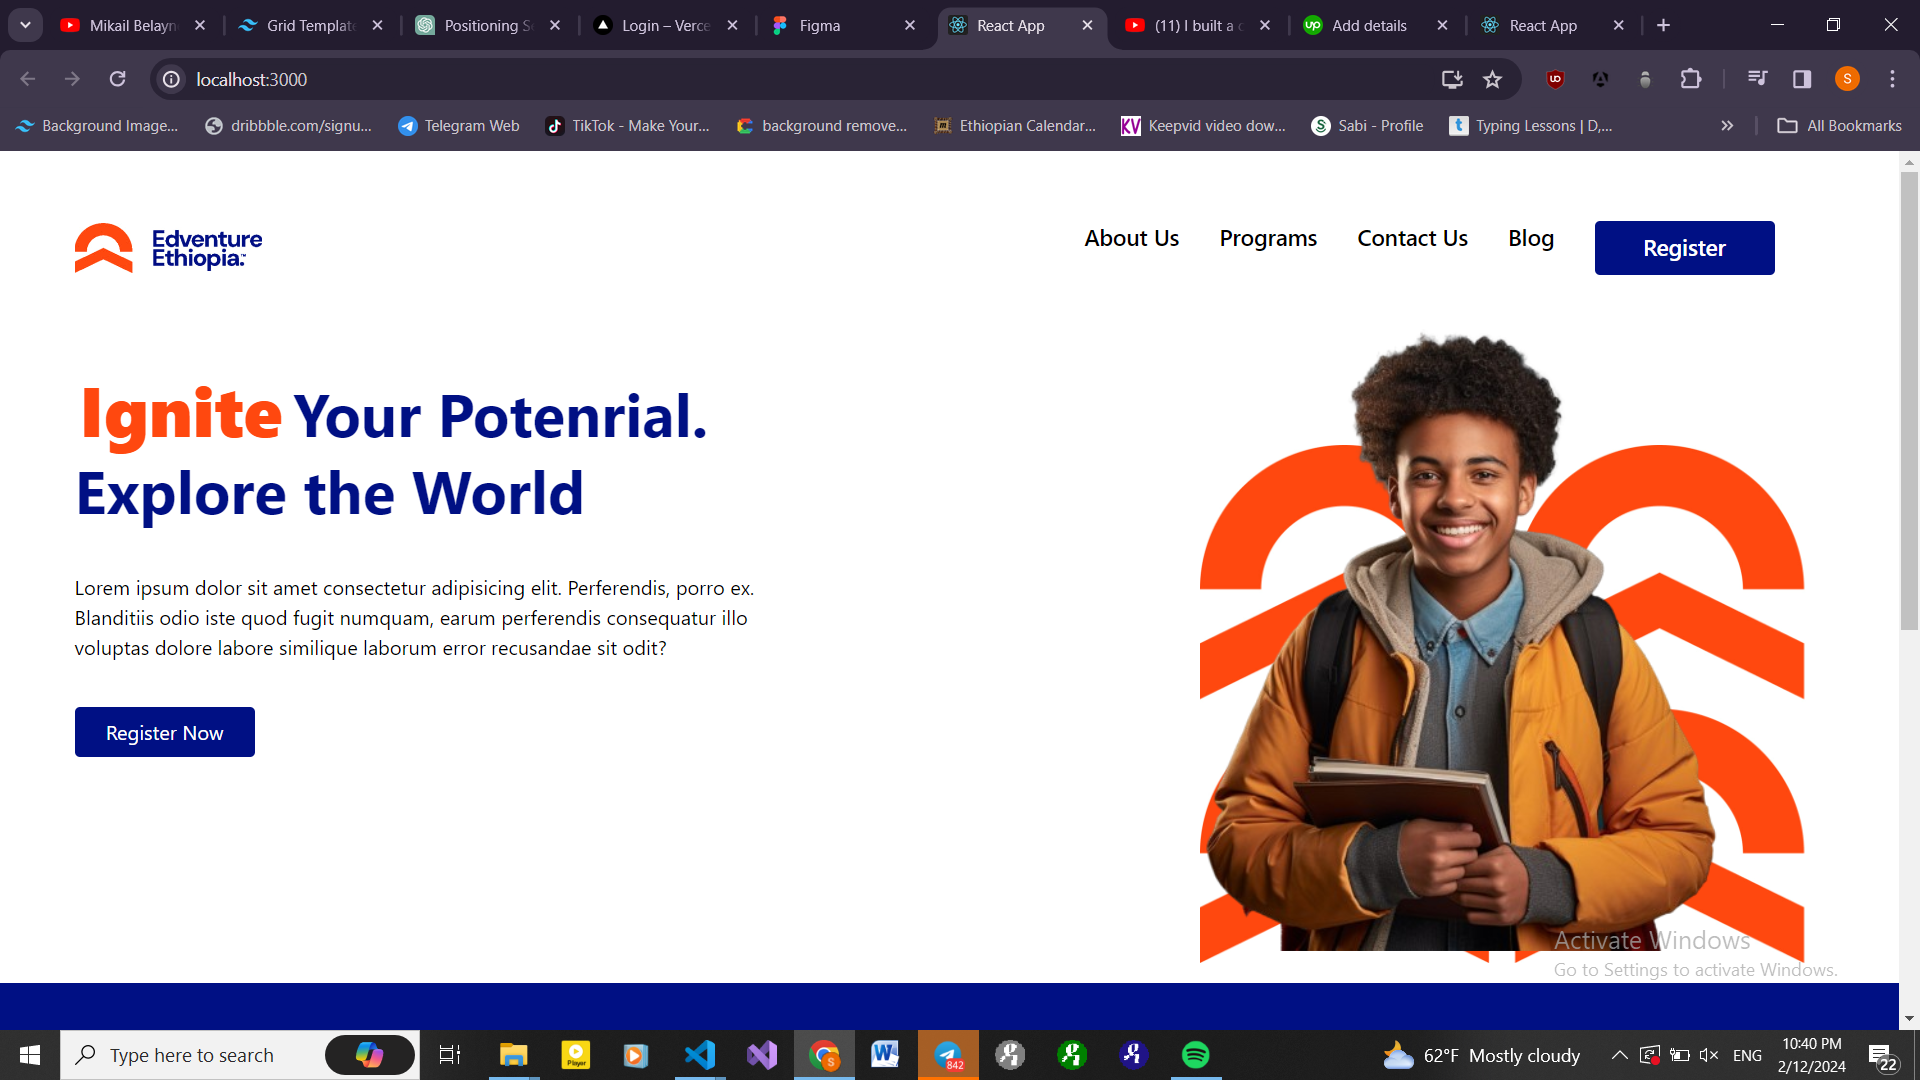 Mikail Belayn
Grid Template
Positioning Se
Login – Verce
Figma
React App
(11) I built a c
Add details
React App
localhost:3000
S
Background Image...
dribbble.com/signu...
Telegram Web
TikTok - Make Your...
background remove...
Ethiopian Calendar...
Keepvid video dow...
Sabi - Profile
Typing Lessons | D,...
All Bookmarks
Edventure
Ethiopia.™
About Us
Programs
Contact Us
Blog
Register
Ignite Your Potenrial.
Explore the World
Lorem ipsum dolor sit amet consectetur adipisicing elit. Perferendis, porro ex.
Blanditiis odio iste quod fugit numquam, earum perferendis consequatur illo
voluptas dolore labore similique laborum error recusandae sit odit?
Register Now
Activate Windows
Go to Settings to activate Windows.
Type here to search
Player
842
62°F Mostly cloudy
ENG
10:40 PM
2/12/2024
22